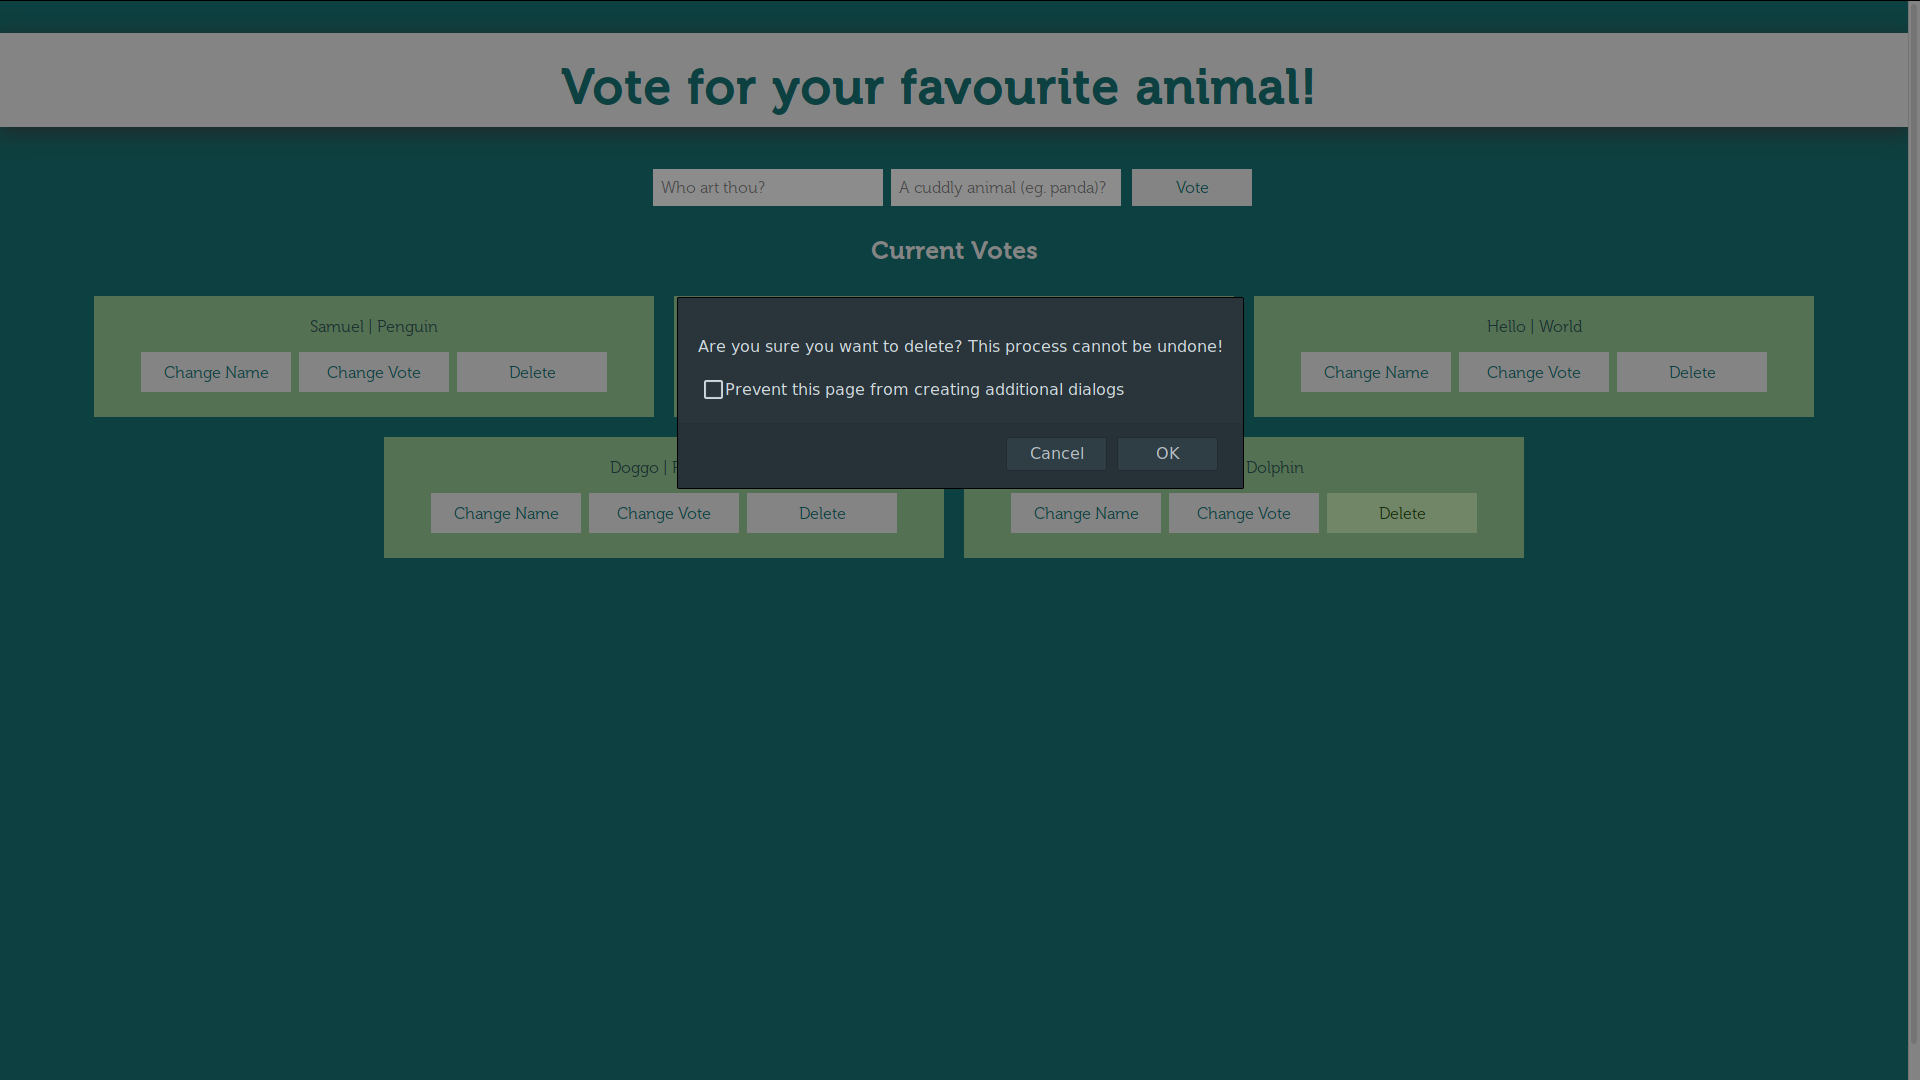 Vote for your favourite animal!
Who art thou?
A cuddly animal (eg. panda)?
Vote
Current Votes
Samuel | Penguin
Change Name
Change Vote
Delete
Hello | World
Change Name
Change Vote
Delete
Are you sure you want to delete? This process cannot be undone!
Prevent this page from creating additional dialogs
Cancel
OK
Doggo |
Change Name
Change Vote
Delete
Dolphin
Change Name
Change Vote
Delete